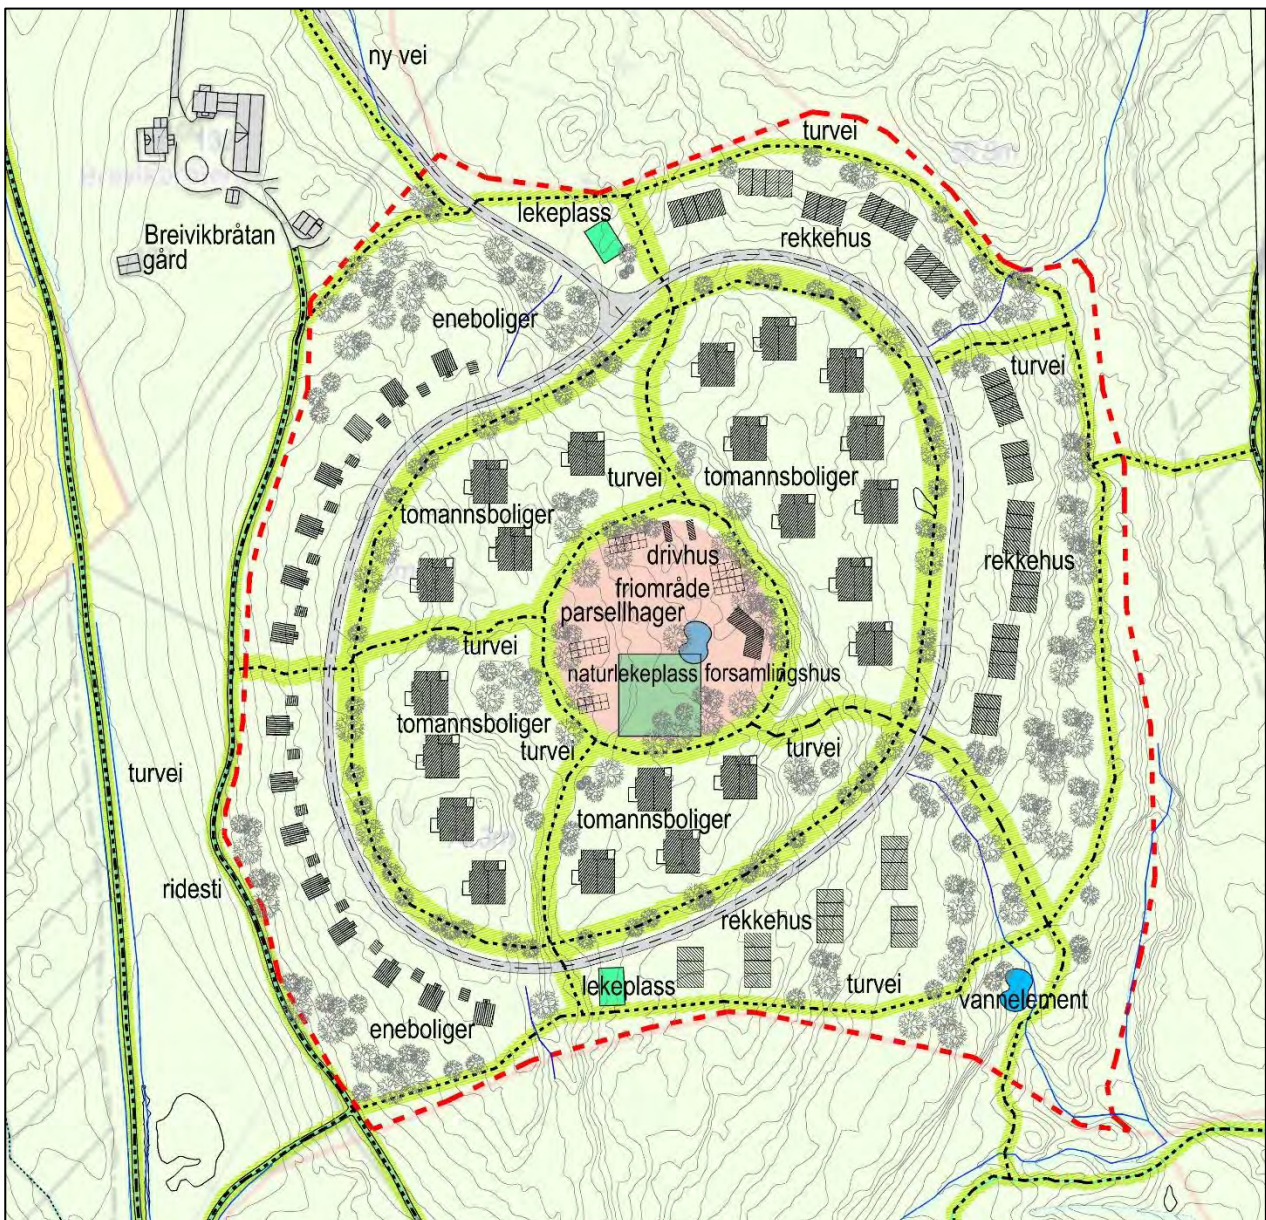 ny vei
turvei
lekeplass
Breivikbråtan
gård
rekkehus
eneboliger
turvei
tomannsboliger
turvei
tomannsboliger
drivhus
rekkehus
friområde
parsellhager
turvei
naturlekeplass
forsamlingshus
tomannsboliger
turvei
turvei
turvei
tomannsboliger
ridesti
rekkehus
lekeplass
turvei
vannelement
eneboliger